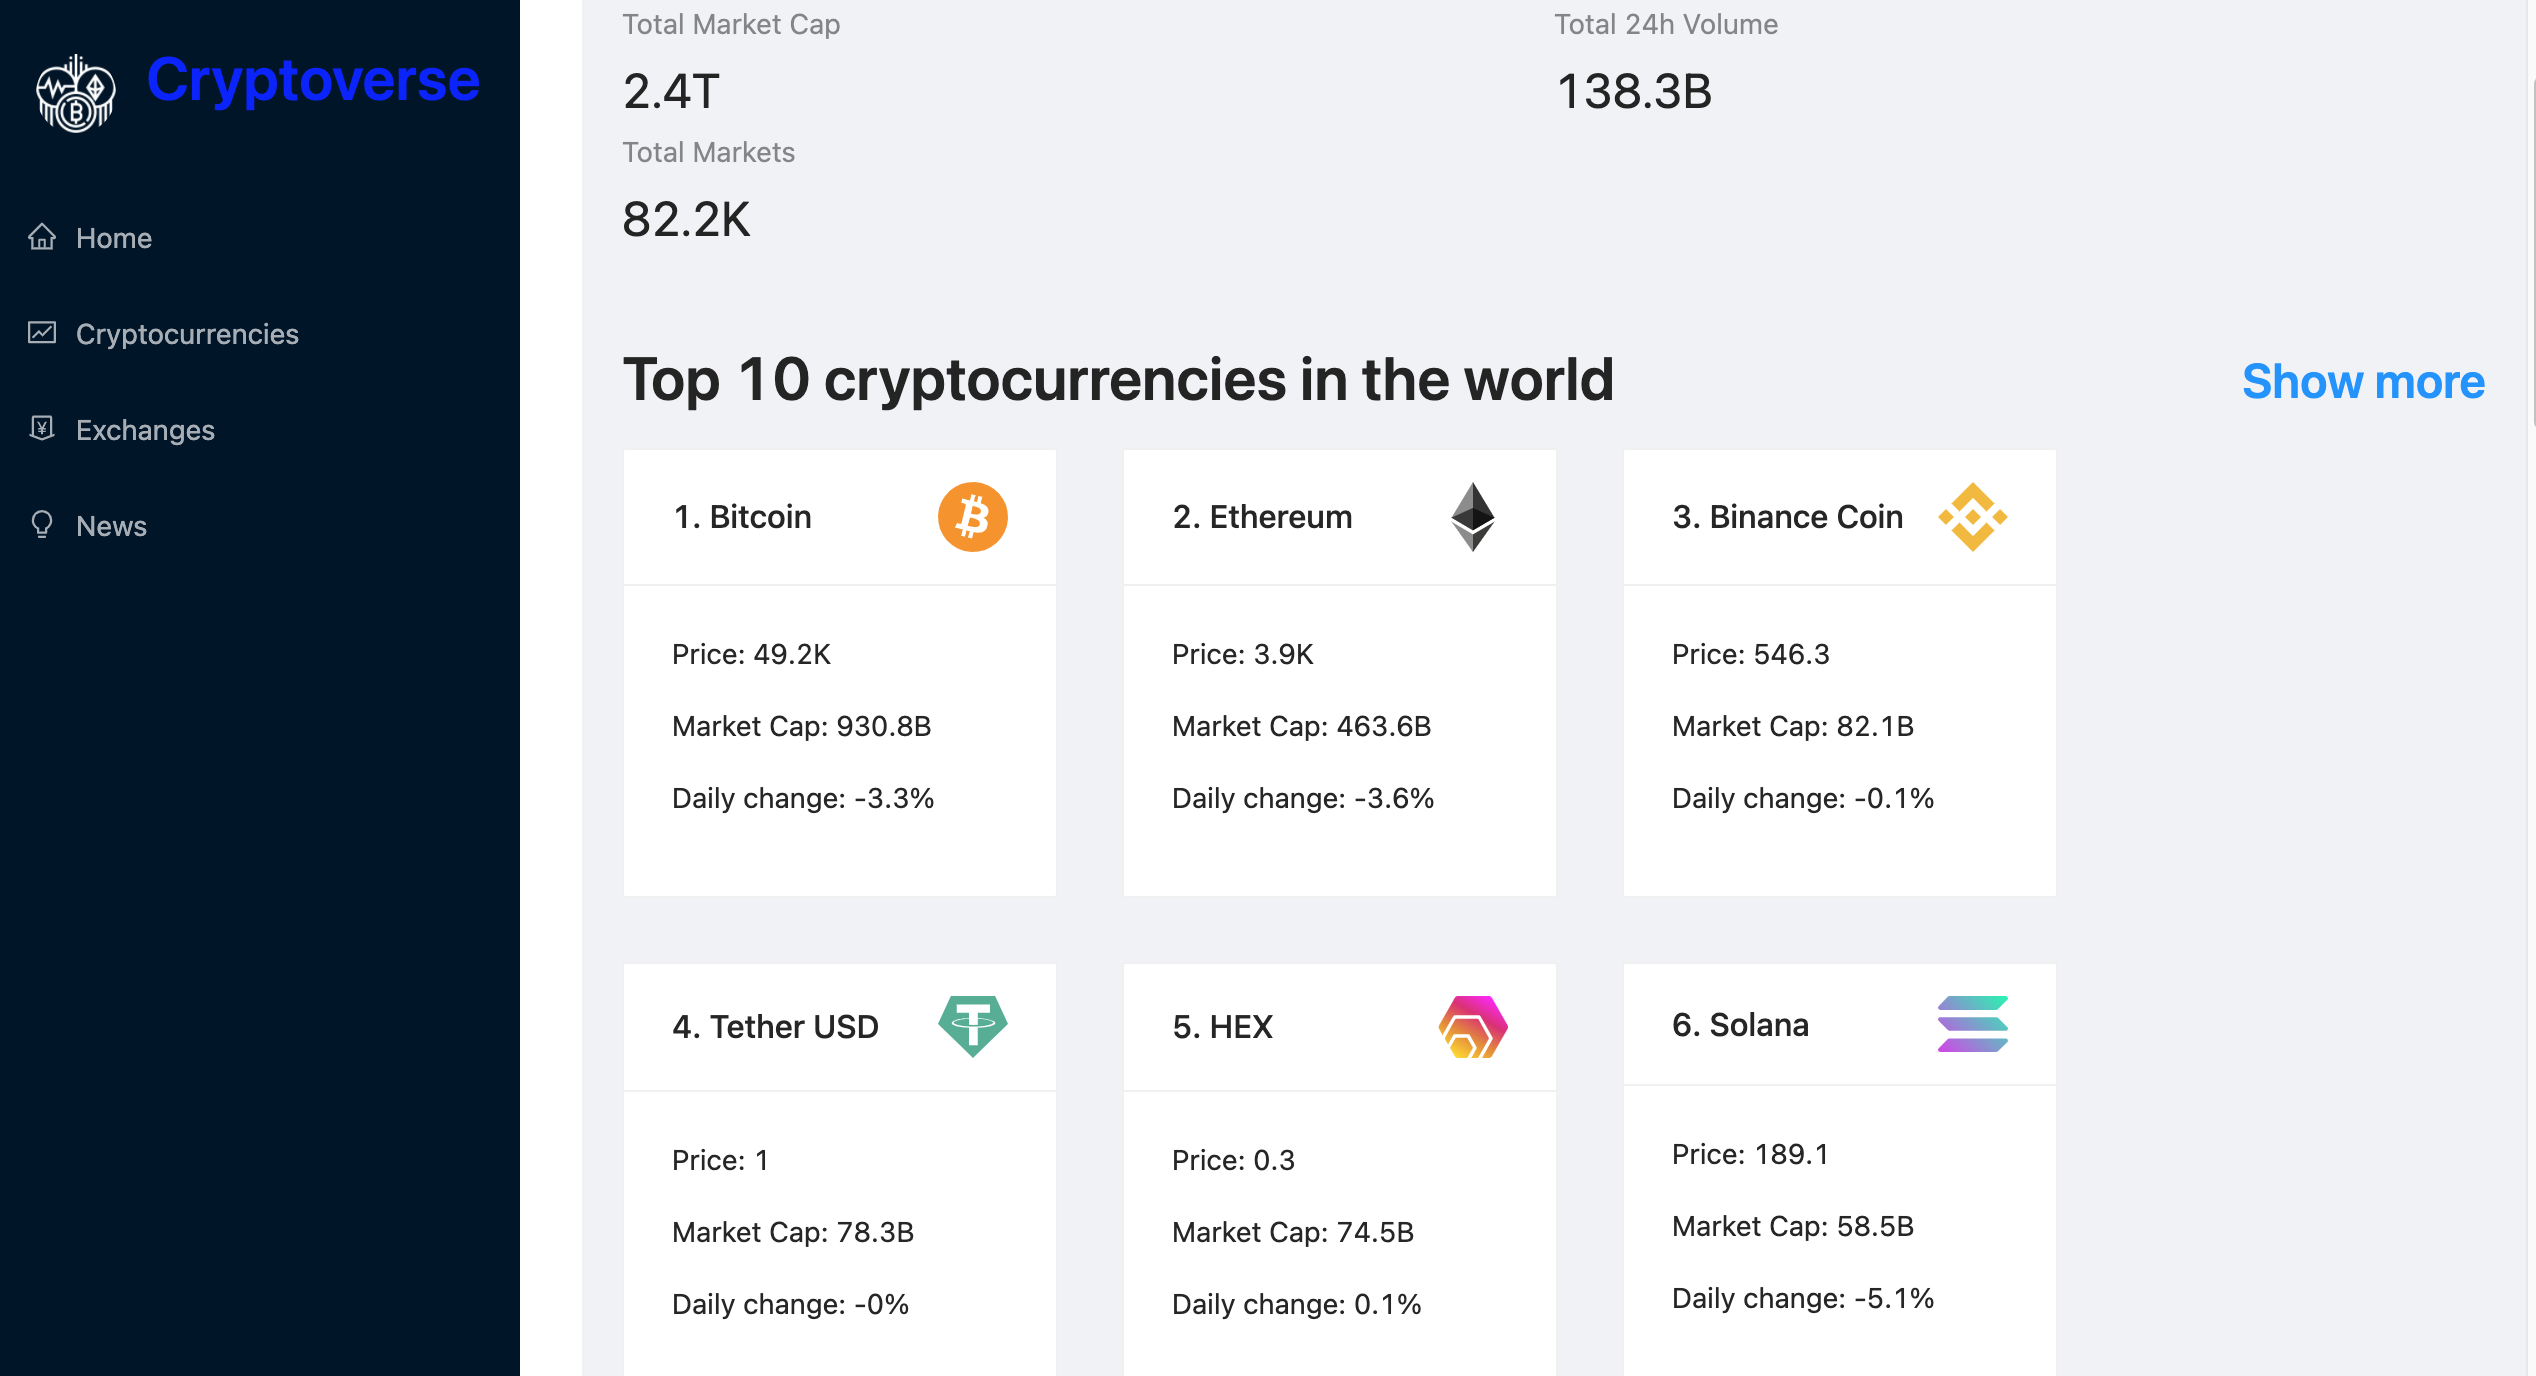 Cryptoverse
Home
Cryptocurrencies
Exchanges
News
Total Market Cap
2.4T
Total 24h Volume
138.3B
Total Markets
82.2K
Top 10 cryptocurrencies in the world
Show more
1. Bitcoin
Price: 49.2K
Market Cap: 930.8B
Daily change: -3.3%
2. Ethereum
Price: 3.9K
Market Cap: 463.6B
Daily change: -3.6%
3. Binance Coin
Price: 546.3
Market Cap: 82.1B
Daily change: -0.1%
4. Tether USD
Price: 1
Market Cap: 78.3B
Daily change: -0%
5. HEX
Price: 0.3
Market Cap: 74.5B
Daily change: 0.1%
6. Solana
Price: 189.1
Market Cap: 58.5B
Daily change: -5.1%